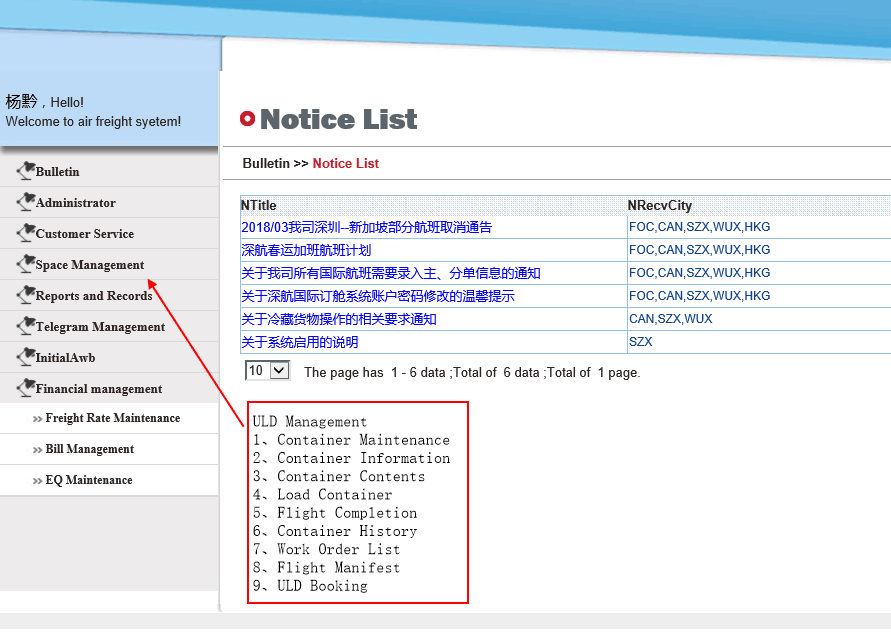 杨黔，Hello!
Welcome to air freight syetem!
Bulletin
Administrator
Customer Service
Space Management
Reports and Records
Telegram Management
InitialAwb
Financial management
Freight Rate Maintenance
Bill Management
EQ Maintenance
Notice List
Bulletin >> Notice List
NTitle NRecvCity
2018/03我司深圳--新加坡部分航班取消通告 FOC,CAN,SZX,WUX,HKG
深航春运加班航班计划 FOC,CAN,SZX,WUX,HKG
关于我司所有国际航班需要录入主、分单信息的通知 FOC,CAN,SZX,WUX,HKG
关于深航国际订舱系统账户密码修改的温馨提示 FOC,CAN,SZX,WUX,HKG
关于冷藏货物操作的相关要求通知 CAN,SZX,WUX
关于系统启用的说明 SZX
10 The page has 1 - 6 data ;Total of 6 data ;Total of 1 page.
ULD Management
1、Container Maintenance
2、Container Information
3、Container Contents
4、Load Container
5、Flight Completion
6、Container History
7、Work Order List
8、Flight Manifest
9、ULD Booking